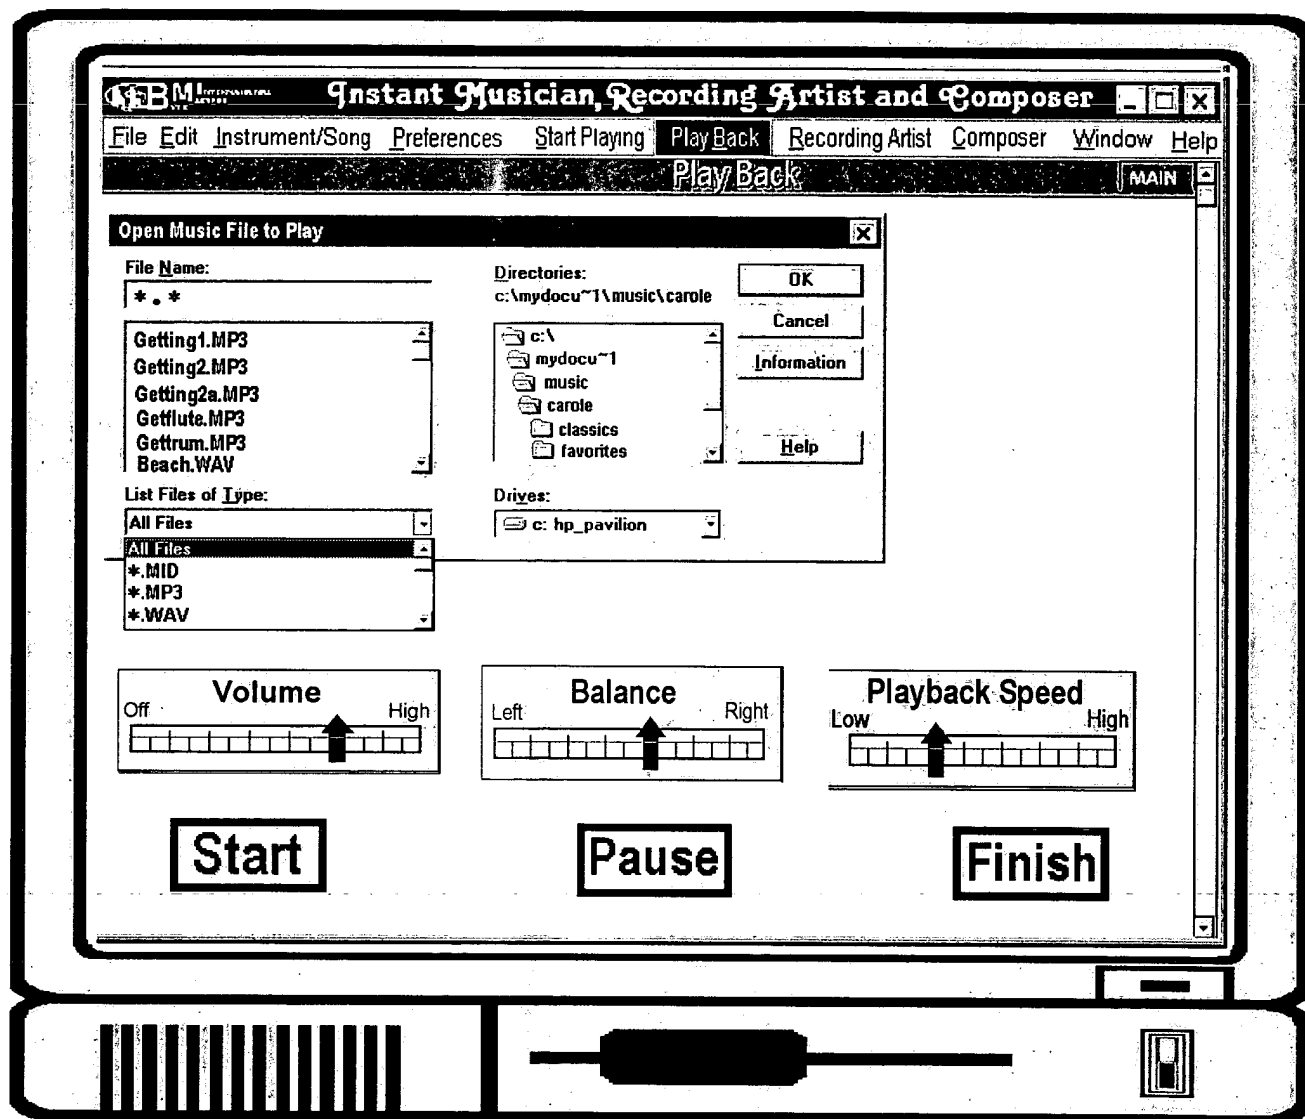 Instant Musician, Recording Artist and Composer
File Edit Instrument/Song Preferences Start Playing Play Back Recording Artist Composer Window Help
Play Back MAIN
Open Music File to Play
File Name:
*.*
Getting1.MP3
Getting2.MP3
Getting2a.MP3
Getflute.MP3
Gettrum.MP3
Beach.WAV
List Files of Type:
All Files
All Files
*.MID
*.MP3
*.WAV
Directories:
c:\mydocu~1\music\carole
c:\
mydocu~1
music
carole
classics
favorites
Drives:
c: hp_pavilion
OK
Cancel
Information
Help
Volume
Off High
Balance
Left Right
Playback Speed
Low High
Start Pause Finish